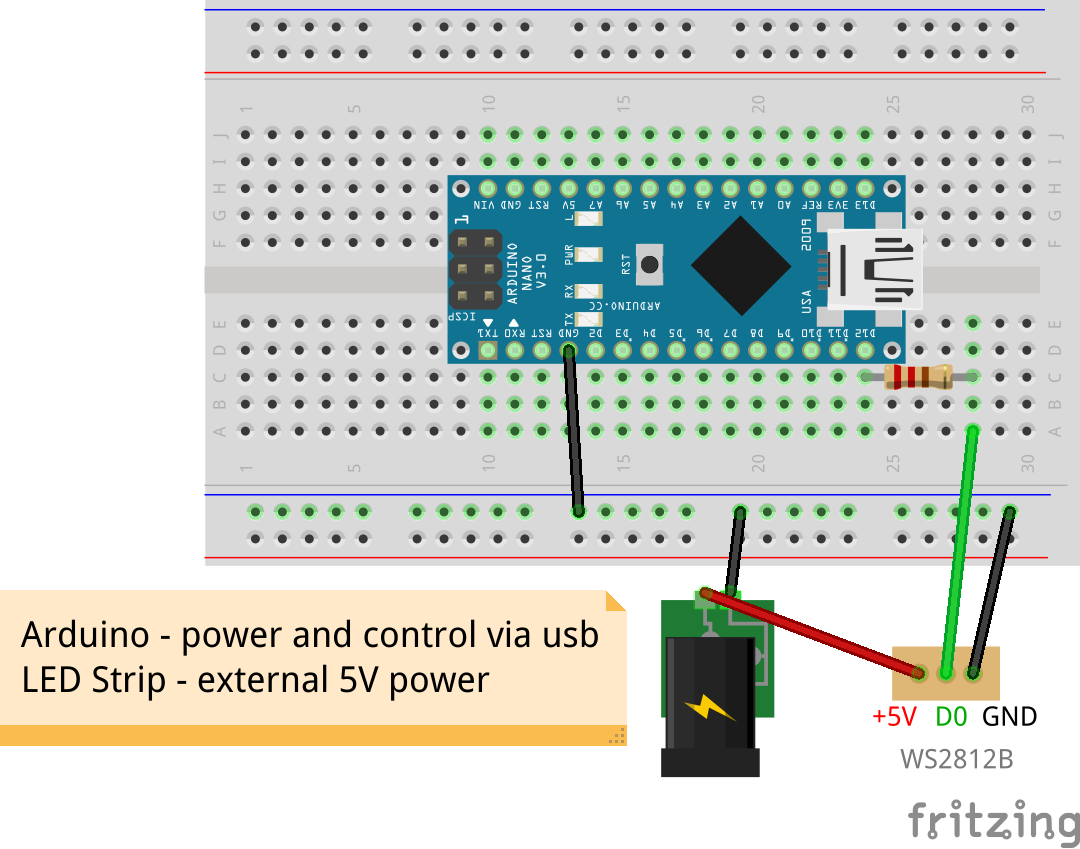 1 5 10 15 20 25 30
J J
I I
H H
G G
F F
VIN GND RST 5V A7 A6 A5 A4 A3 A2 A1 A0 REF 3V3 D13
L
PWR
RX
TX
ARDUINO
NANO
V3.0
RST
ARDUINO.CC
2009
USA
ICSP
TX1 RX0 RST GND D2 D3 D4 D5 D6 D7 D8 D9 D10 D11 D12
E E
D D
C C
B B
A A
1 5 10 15 20 25 30
Arduino - power and control via usb
LED Strip - external 5V power
+5V D0 GND
WS2812B
fritzing